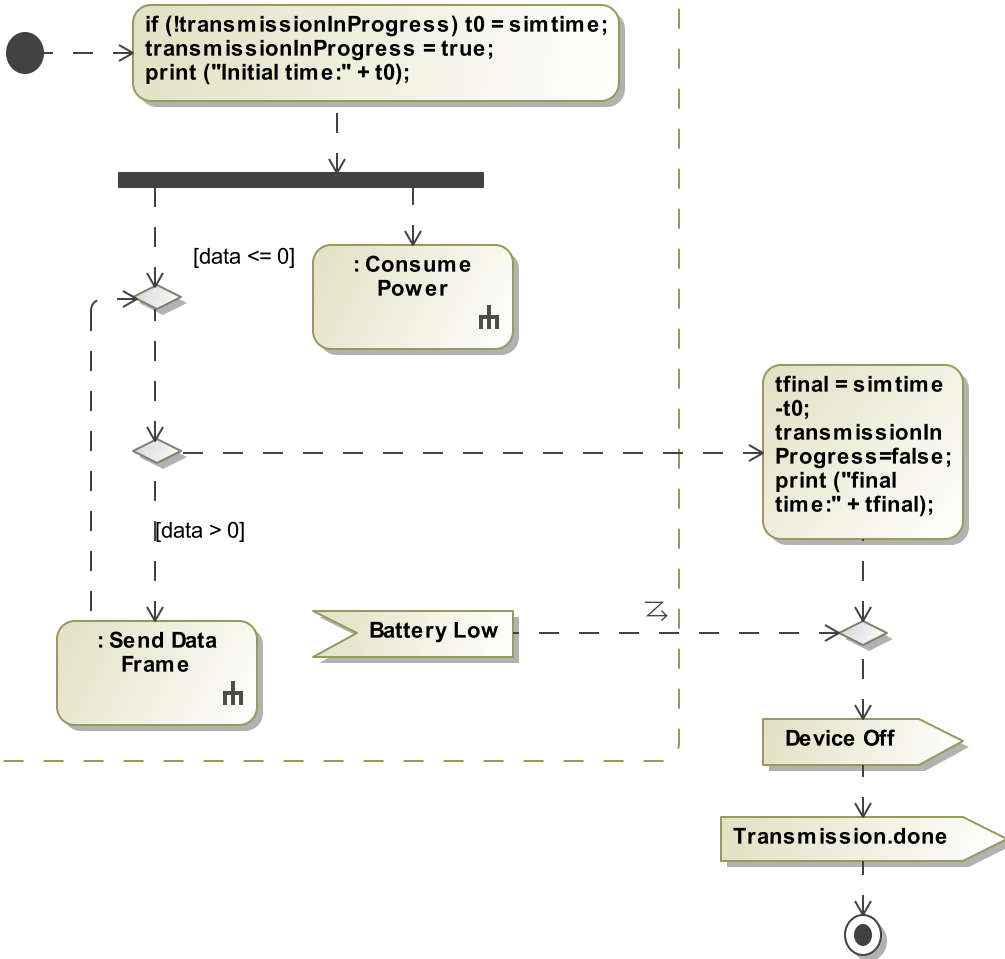 if (!transmissionInProgress) t0 = simtime;
transmissionInProgress = true;
print ("Initial time:" + t0);
[data <= 0]
: Consume
Power
tfinal = simtime
-t0;
transmissionIn
Progress=false;
print ("final
time:" + tfinal);
[data > 0]
: Send Data
Frame
Battery Low
Device Off
Transmission.done